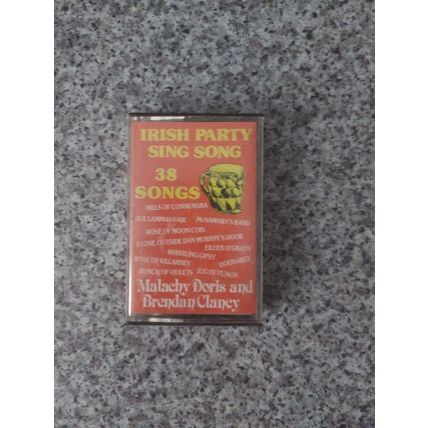 IRISH PARTY
SING SONG
38
SONGS
HILLS OF CONNEMARA
OUL LAMMAS FAIR McNAMARA'S BAND
ROSE OF MOONCOIN
STONE OUTSIDE DAN MURPHY'S DOOR
EILEEN O'GRADY
WHISTLING GIPSY
ROSE OF KILLARNEY DOONAREE
BUNCH OF VIOLETS JUG OF PUNCH
Malachy Doris and
Brendan Clancy